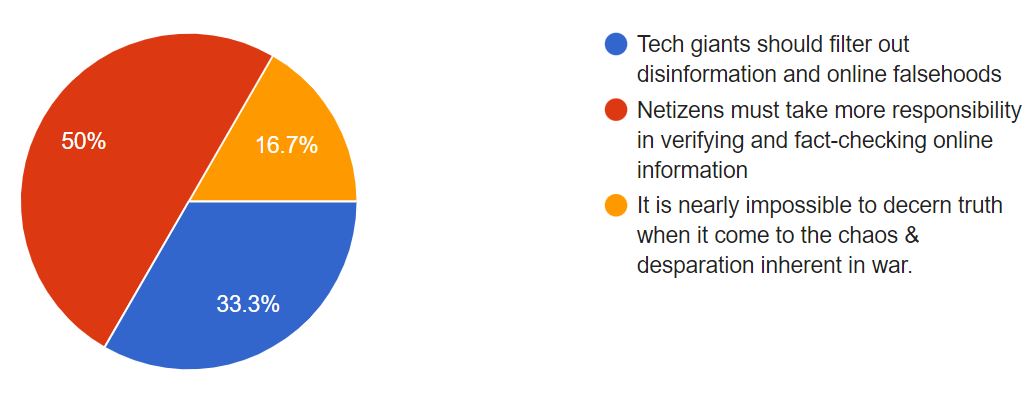 50%
16.7%
33.3%
Tech giants should filter out
disinformation and online falsehoods
Netizens must take more responsibility
in verifying and fact-checking online
information
It is nearly impossible to decern truth
when it come to the chaos &
desparation inherent in war.